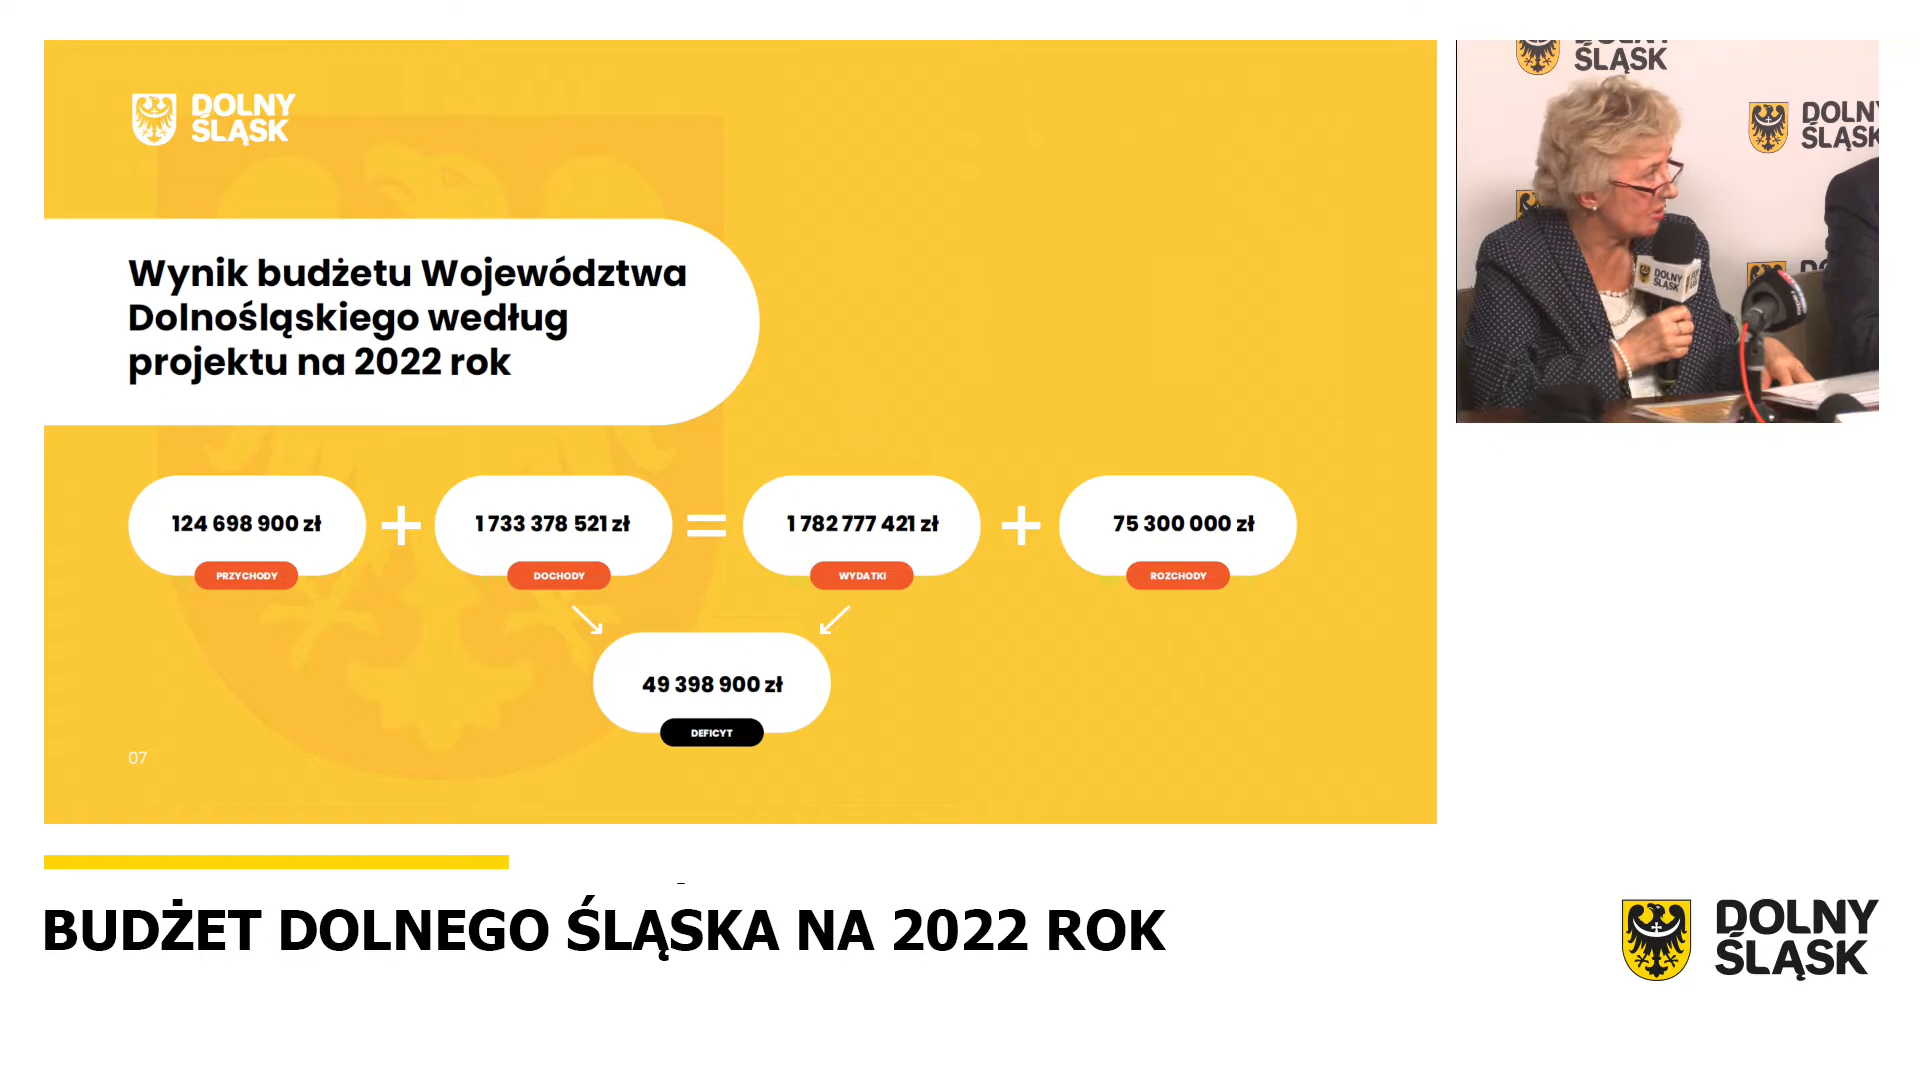 DOLNY
ŚLĄSK
Wynik budżetu Województwa
Dolnośląskiego według
projektu na 2022 rok
124 698 900 zł + 1 733 378 521 zł = 1 782 777 421 zł + 75 300 000 zł
PRZYCHODY DOCHODY WYDATKI ROZCHODY
49 398 900 zł
DEFICYT
07
ŚLĄSK
DOLNY
ŚLĄSK
DOLNY
ŚLĄSK
BUDŻET DOLNEGO ŚLĄSKA NA 2022 ROK
DOLNY
ŚLĄSK